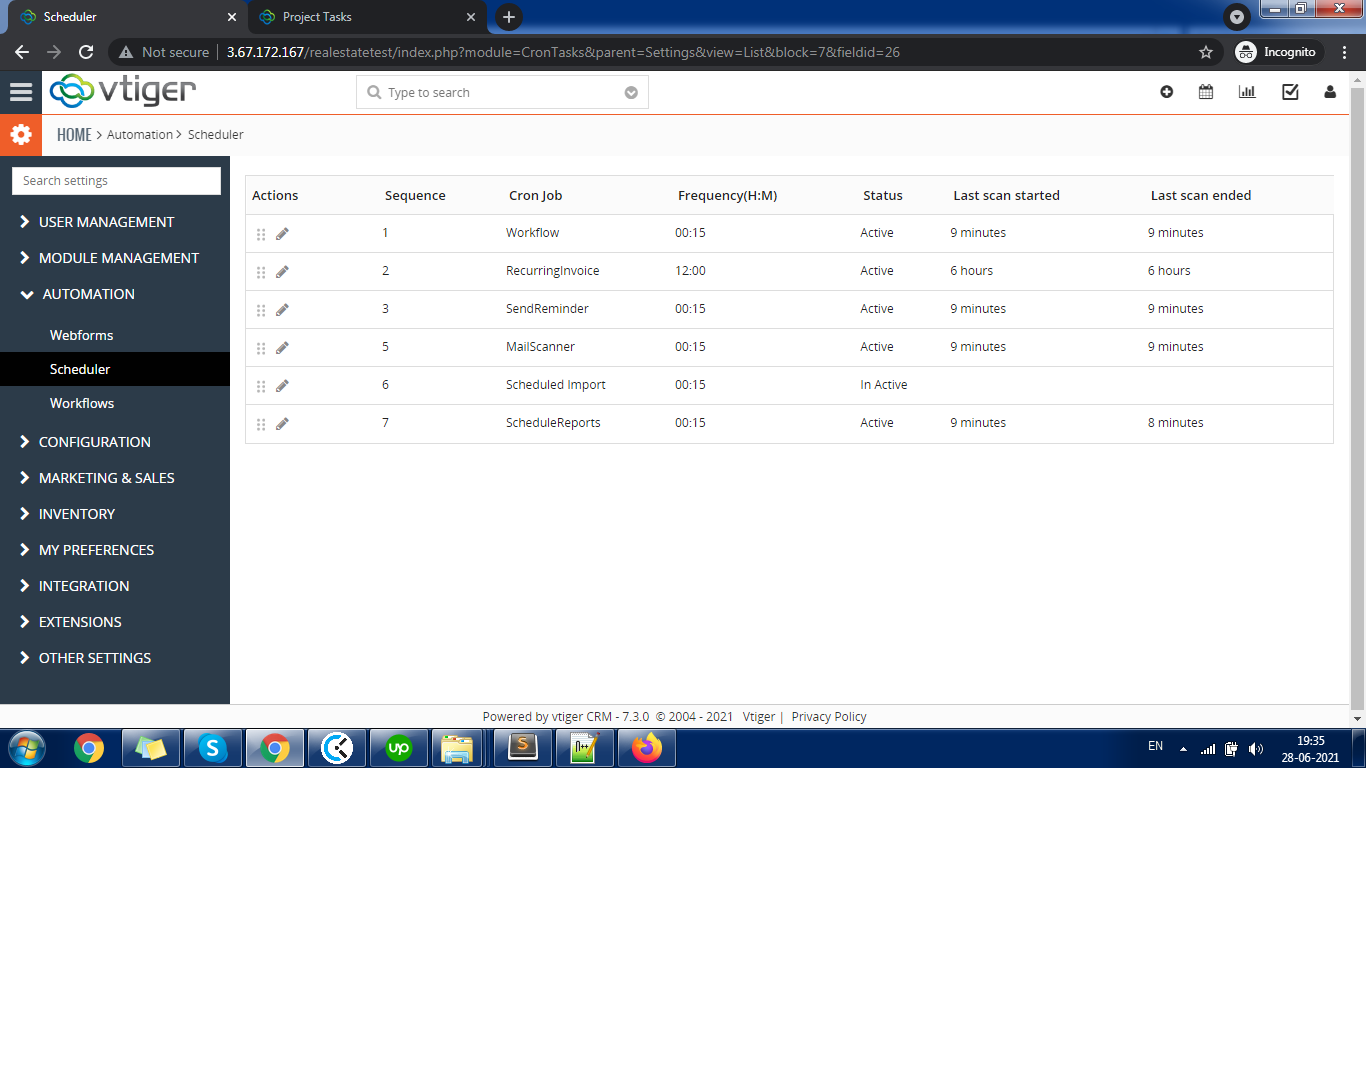 Scheduler
Project Tasks
Not secure 3.67.172.167/realestatetest/index.php?module=CronTasks&parent=Settings&view=List&block=7&fieldid=26
Incognito
vtiger
Type to search
HOME > Automation > Scheduler
Search settings
USER MANAGEMENT
MODULE MANAGEMENT
AUTOMATION
Webforms
Scheduler
Workflows
CONFIGURATION
MARKETING & SALES
INVENTORY
MY PREFERENCES
INTEGRATION
EXTENSIONS
OTHER SETTINGS
Actions Sequence Cron Job Frequency(H:M) Status Last scan started Last scan ended
1 Workflow 00:15 Active 9 minutes 9 minutes
2 RecurringInvoice 12:00 Active 6 hours 6 hours
3 SendReminder 00:15 Active 9 minutes 9 minutes
5 MailScanner 00:15 Active 9 minutes 9 minutes
6 Scheduled Import 00:15 In Active
7 ScheduleReports 00:15 Active 9 minutes 8 minutes
Powered by vtiger CRM - 7.3.0 © 2004 - 2021 Vtiger | Privacy Policy
S
up
S
EN
19:35
28-06-2021